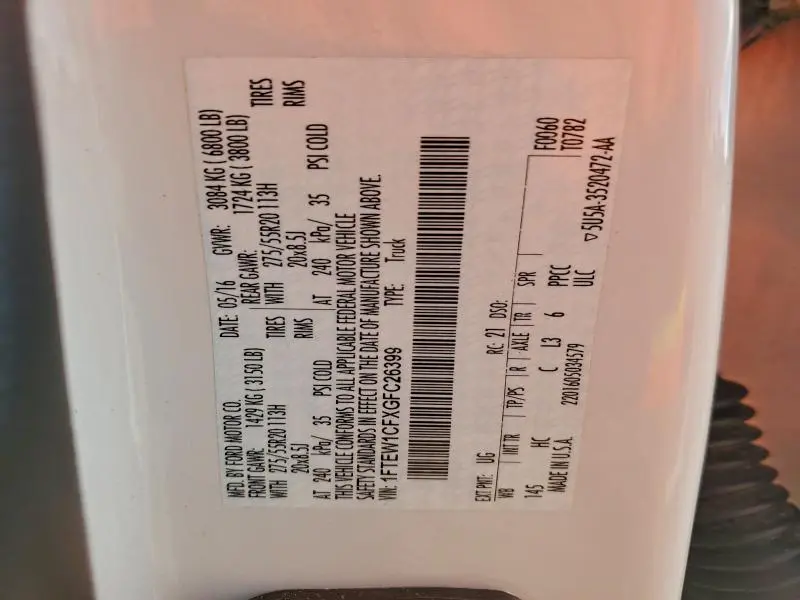 MFD. BY FORD MOTOR CO.
DATE: 05/16 GVWR: 3084 KG ( 6800 LB)
FRONT GAWR: 1429 KG ( 3150 LB) REAR GAWR: 1724 KG ( 3800 LB)
WITH 275/55R20 113H TIRES WITH 275/55R20 113H TIRES
20x8.5J RIMS 20x8.5J RIMS
AT 240 kPa/ 35 PSI COLD AT 240 kPa/ 35 PSI COLD
THIS VEHICLE CONFORMS TO ALL APPLICABLE FEDERAL MOTOR VEHICLE
SAFETY STANDARDS IN EFFECT ON THE DATE OF MANUFACTURE SHOWN ABOVE.
VIN: 1FTEW1CFXGFC26399 TYPE: Truck
F0060
T0782
EXT PNT: UG RC: 21 DSO:
WB INT TR TP/PS R AXLE TR SPR
145 HC C L3 6 PPCC
MADE IN U.S.A. 2201605034579 ULC
▽5U5A-3520472-AA